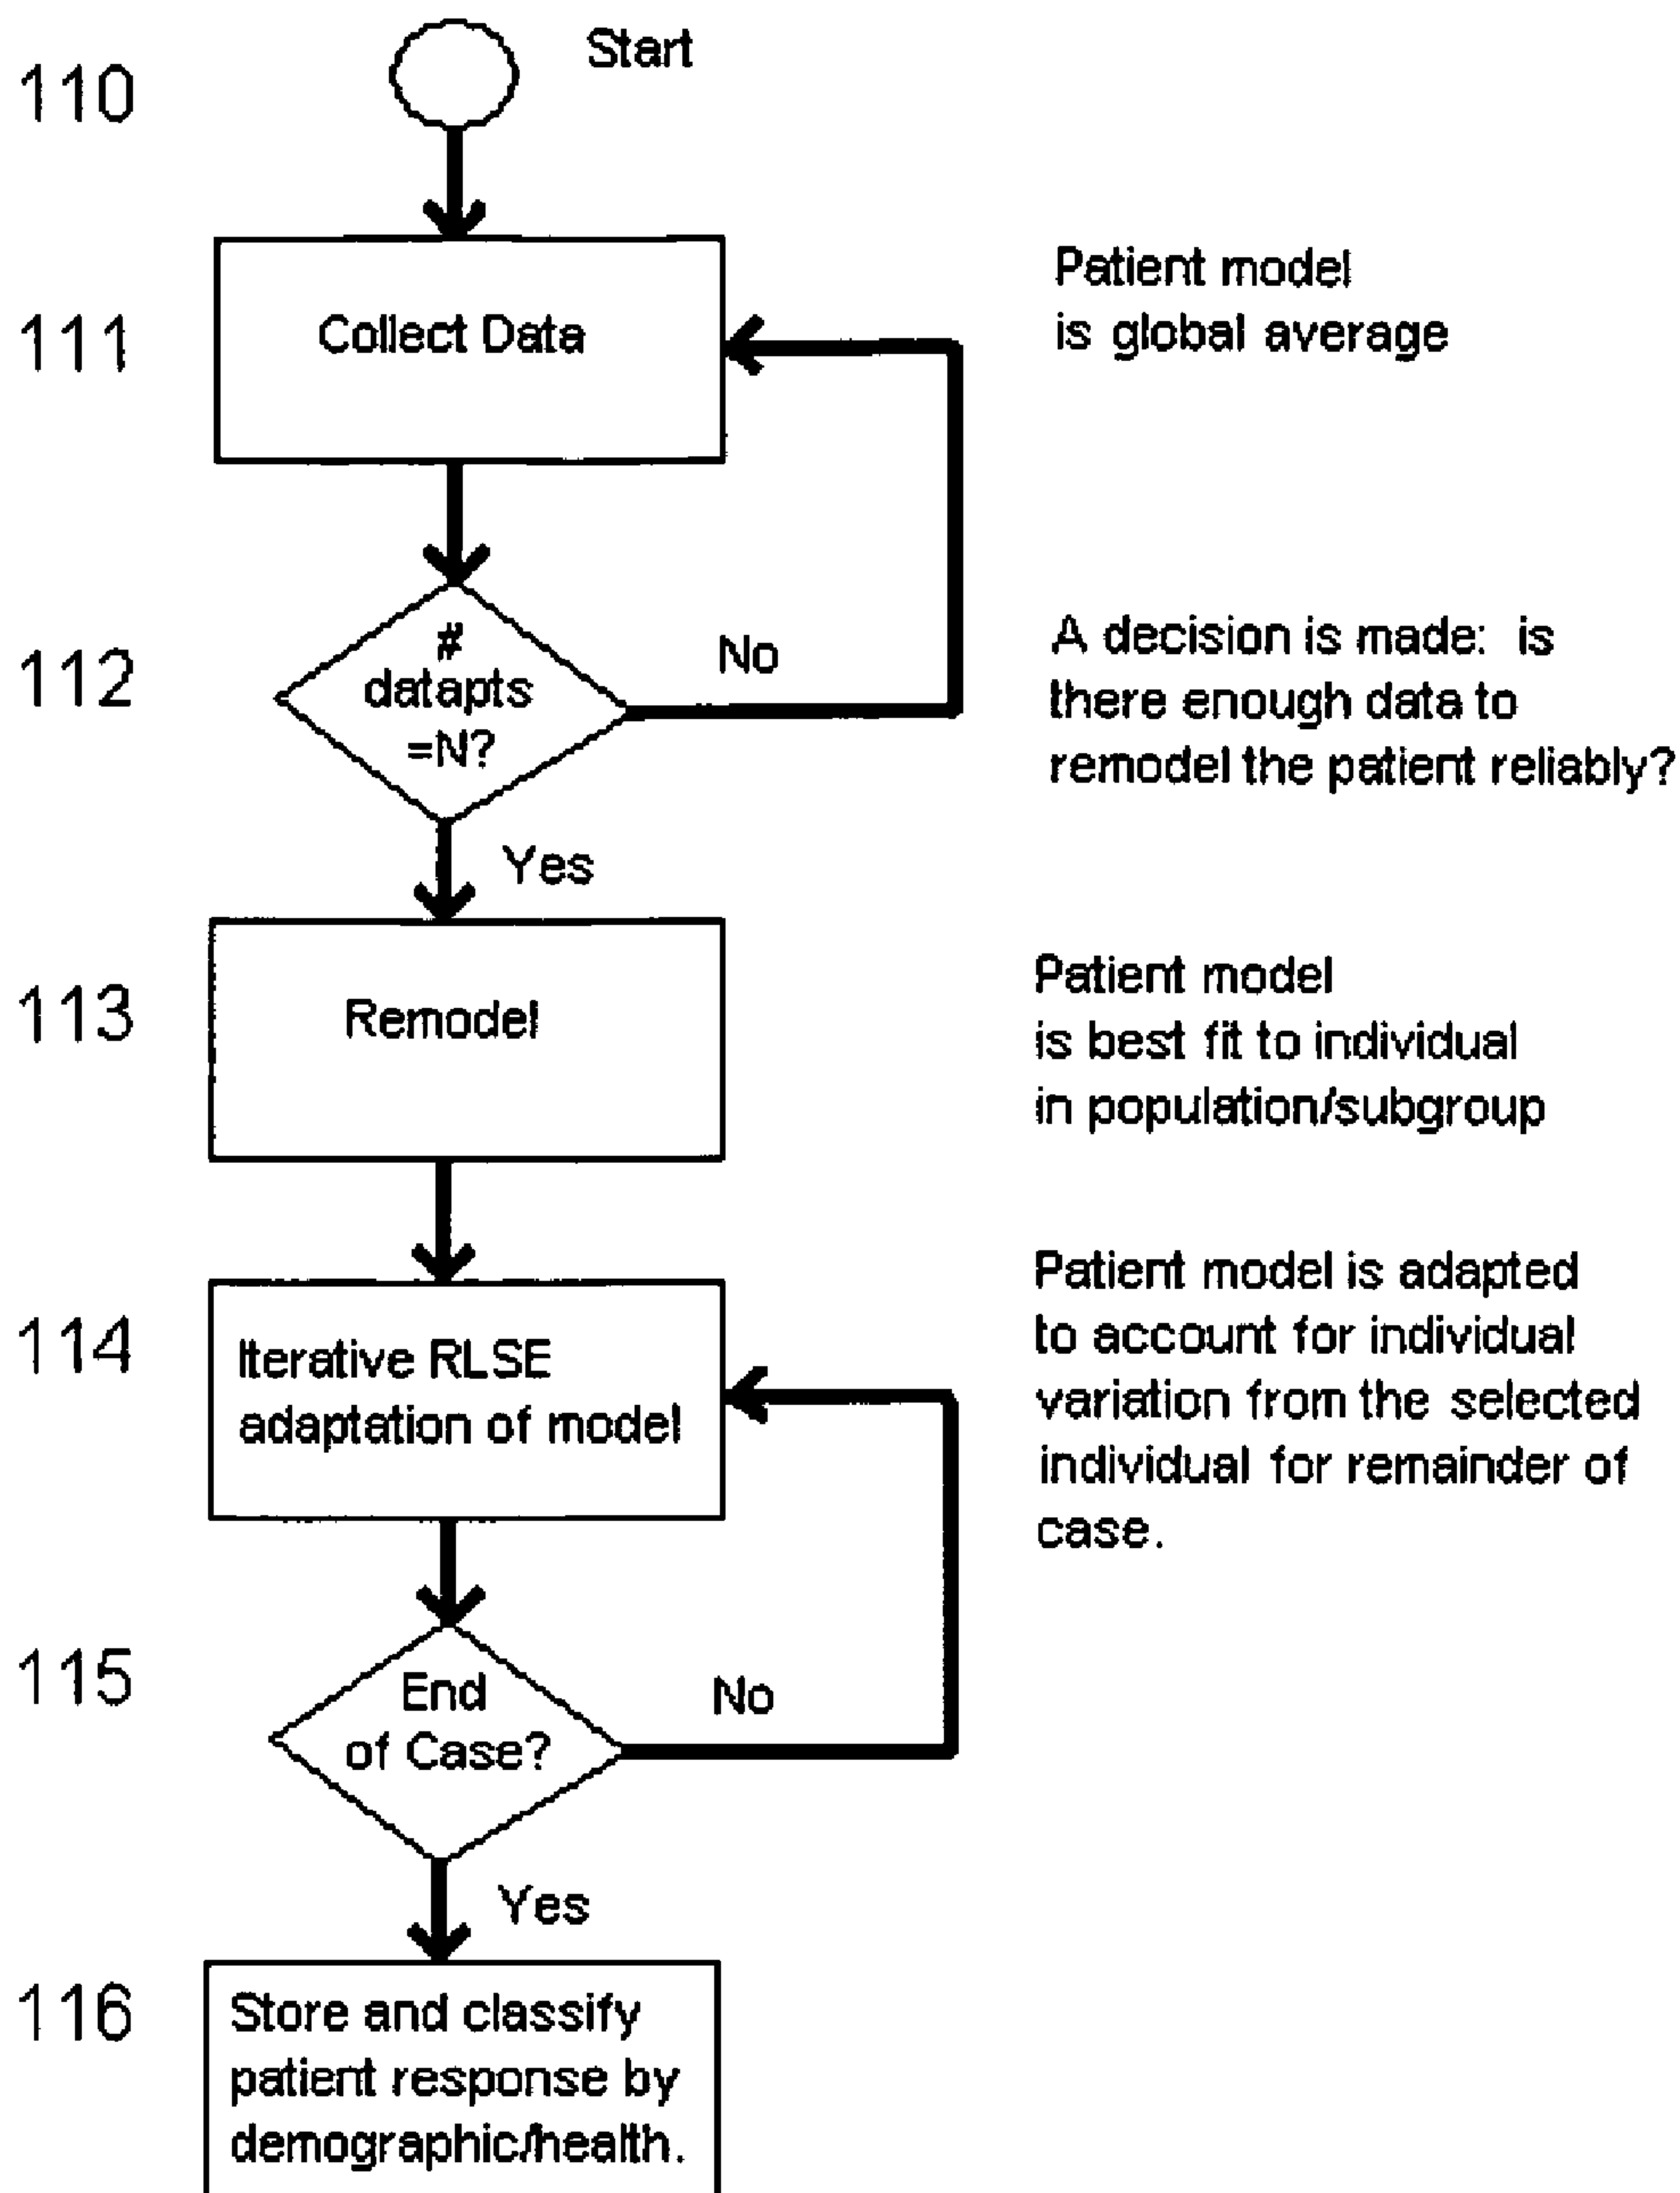 110
Start
111
Collect Data
Patient model
is global average
112
#
datapts
=N?
No
A decision is made: is
there enough data to
remodel the patient reliably?
Yes
113
Remodel
Patient model
is best fit to individual
in population/subgroup
114
Iterative RLSE
adaptation of model
Patient model is adapted
to account for individual
variation from the selected
individual for remainder of
case.
115
End
of Case?
No
Yes
116
Store and classify
patient response by
demographic/health.